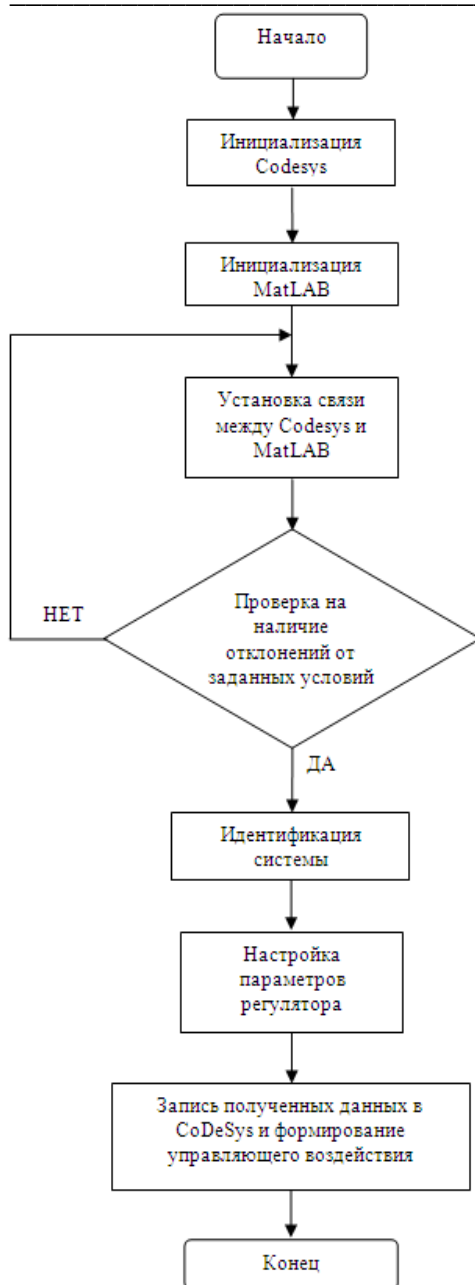 Начало
Инициализация
Codesys
Инициализация
MatLAB
Установка связи
между Codesys и
MatLAB
НЕТ
Проверка на
наличие
отклонений от
заданных условий
ДА
Идентификация
системы
Настройка
параметров
регулятора
Запись полученных данных в
CoDeSys и формирование
управляющего воздействия
Конец